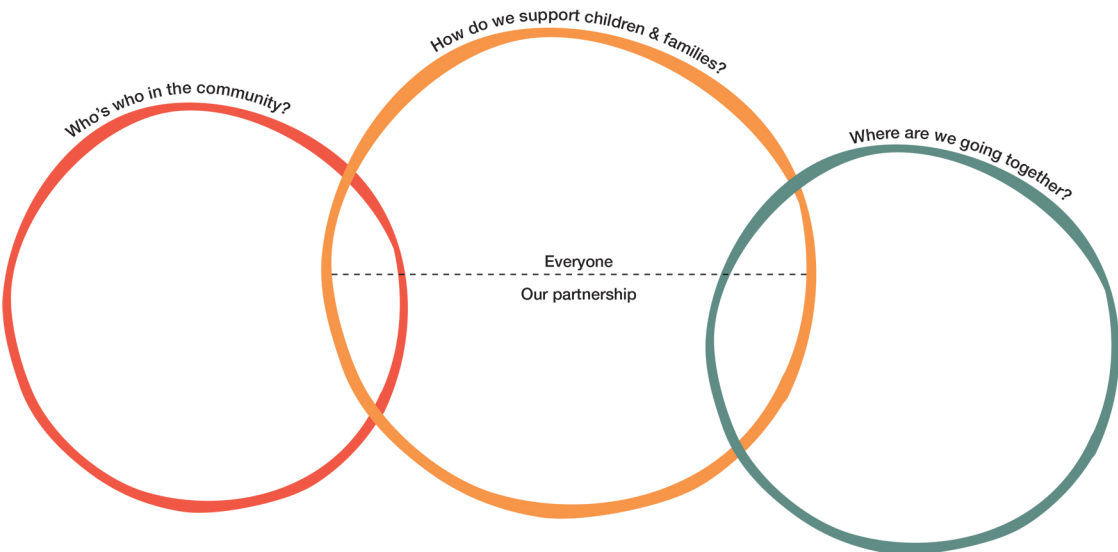 How do we support children & families?
Who's who in the community?
Where are we going together?
Everyone
Our partnership